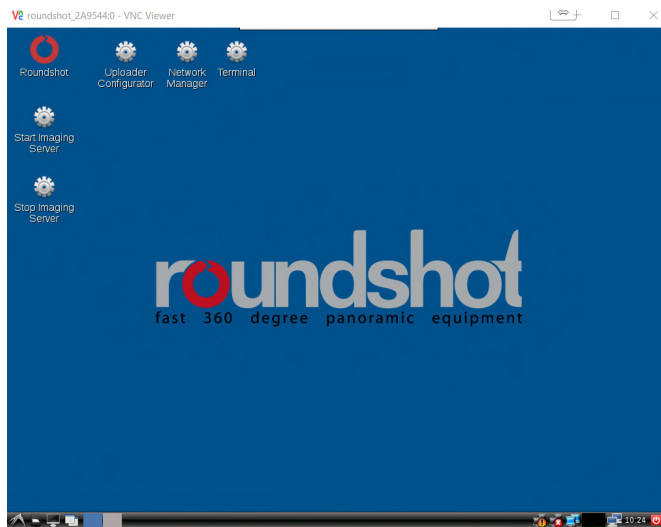 roundshot_2A9544:0 - VNC Viewer
Roundshot
Uploader
Configurator
Network
Manager
Terminal
Start Imaging
Server
Stop Imaging
Server
roundshot
fast 360 degree panoramic equipment
10:24